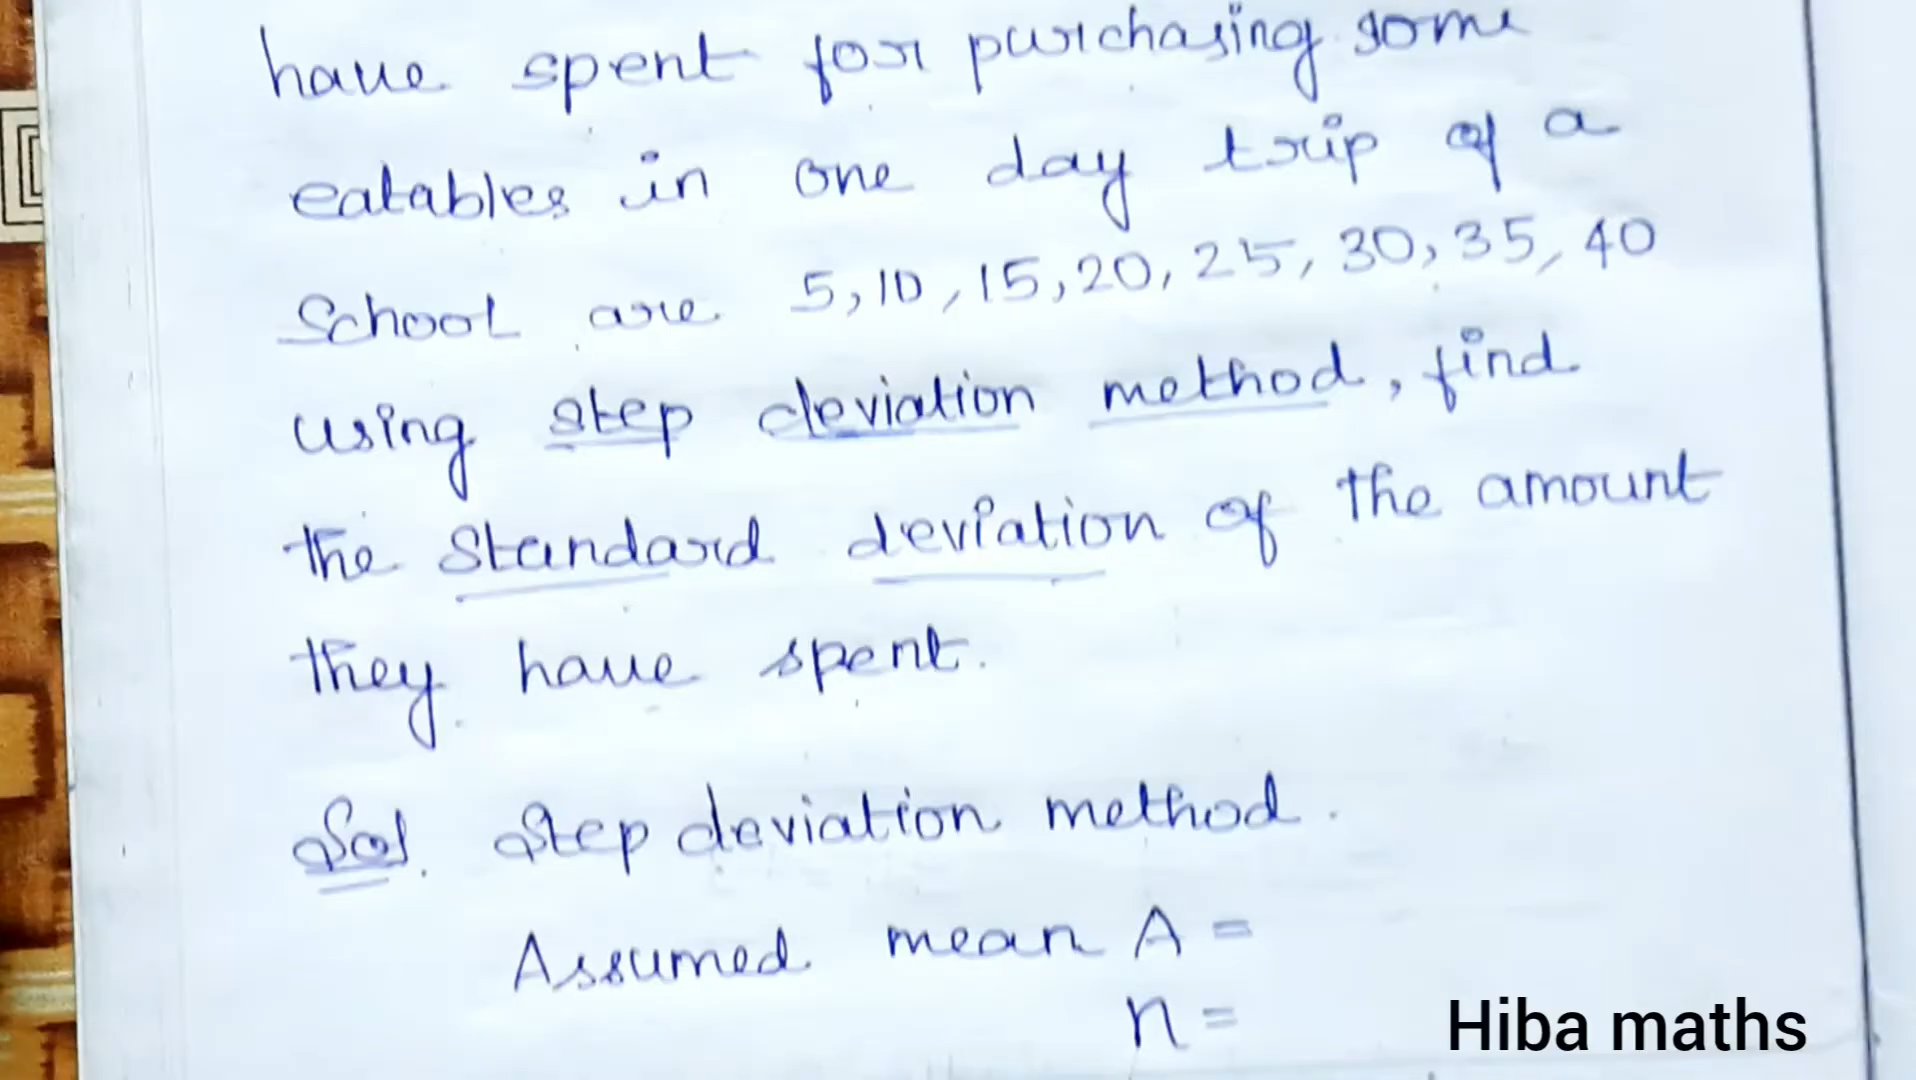 have spent for purchasing some
eatables in one day trip of a
School are 5, 10, 15, 20, 25, 30, 35, 40
using step deviation method, find
the standard deviation of the amount
they have spent.
Sol. Step deviation method.
Assumed mean A =
n =
Hiba maths